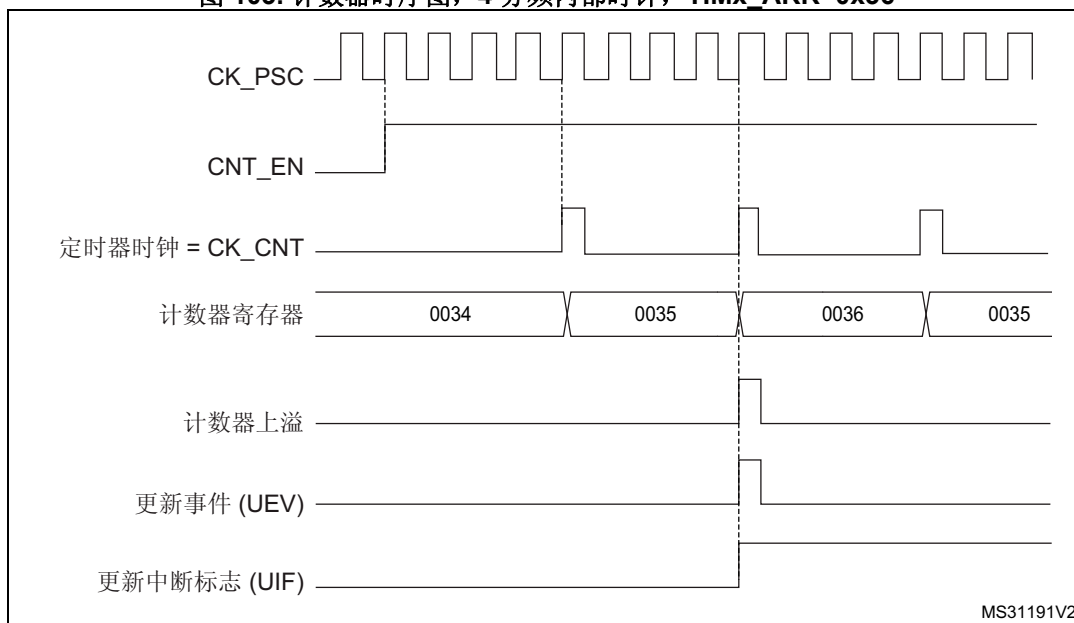 CK_PSC
CNT_EN
定时器时钟 = CK_CNT
计数器寄存器 0034 0035 0036 0035
计数器上溢
更新事件 (UEV)
更新中断标志 (UIF)
MS31191V2